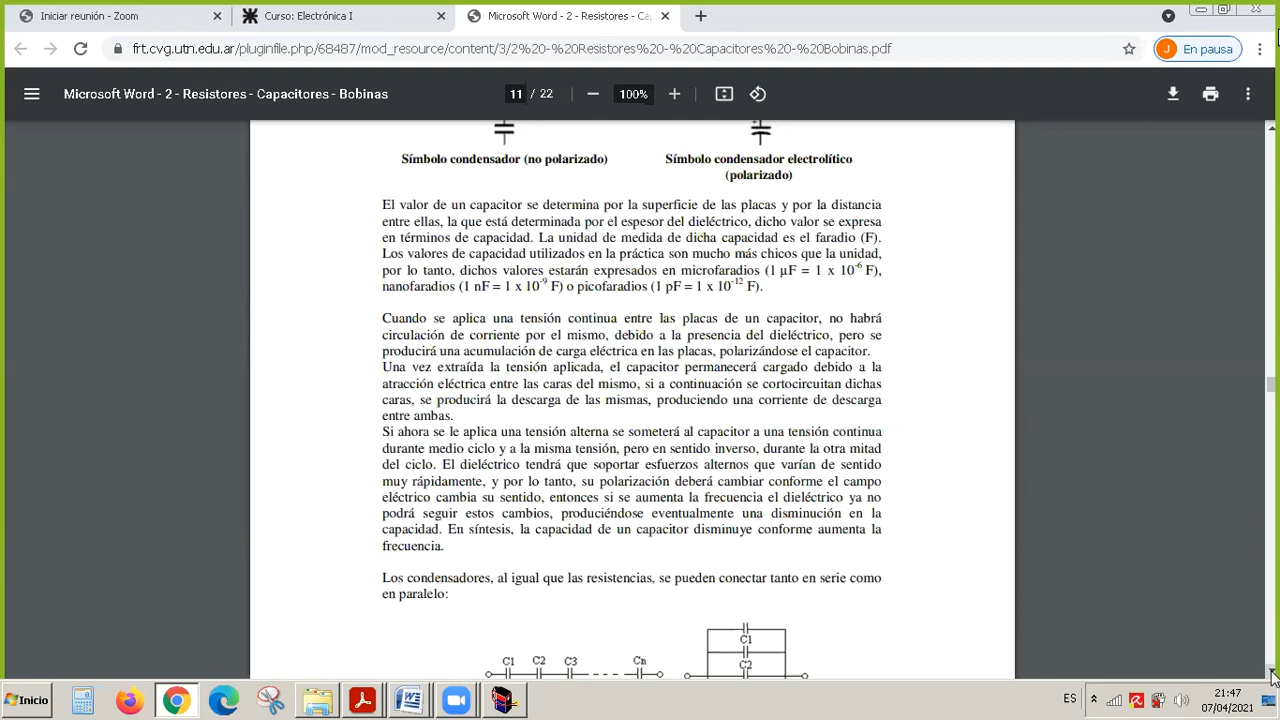 Iniciar reunión - Zoom
Curso: Electrónica I
Microsoft Word - 2 - Resistores - Ca
frt.cvg.utn.edu.ar/pluginfile.php/68487/mod_resource/content/3/2%20-%20Resistores%20-%20Capacitores%20-%20Bobinas.pdf
J
En pausa
Microsoft Word - 2 - Resistores - Capacitores - Bobinas
11 / 22
100%
Símbolo condensador (no polarizado)
Símbolo condensador electrolítico
(polarizado)
El valor de un capacitor se determina por la superficie de las placas y por la distancia
entre ellas, la que está determinada por el espesor del dieléctrico, dicho valor se expresa
en términos de capacidad. La unidad de medida de dicha capacidad es el faradio (F).
Los valores de capacidad utilizados en la práctica son mucho más chicos que la unidad,
por lo tanto, dichos valores estarán expresados en microfaradios (1 µF = 1 x 10⁻⁶ F),
nanofaradios (1 nF = 1 x 10⁻⁹ F) o picofaradios (1 pF = 1 x 10⁻¹² F).
Cuando se aplica una tensión continua entre las placas de un capacitor, no habrá
circulación de corriente por el mismo, debido a la presencia del dieléctrico, pero se
producirá una acumulación de carga eléctrica en las placas, polarizándose el capacitor.
Una vez extraída la tensión aplicada, el capacitor permanecerá cargado debido a la
atracción eléctrica entre las caras del mismo, si a continuación se cortocircuitan dichas
caras, se producirá la descarga de las mismas, produciendo una corriente de descarga
entre ambas.
Si ahora se le aplica una tensión alterna se someterá al capacitor a una tensión continua
durante medio ciclo y a la misma tensión, pero en sentido inverso, durante la otra mitad
del ciclo. El dieléctrico tendrá que soportar esfuerzos alternos que varían de sentido
muy rápidamente, y por lo tanto, su polarización deberá cambiar conforme el campo
eléctrico cambia su sentido, entonces si se aumenta la frecuencia el dieléctrico ya no
podrá seguir estos cambios, produciéndose eventualmente una disminución en la
capacidad. En síntesis, la capacidad de un capacitor disminuye conforme aumenta la
frecuencia.
Los condensadores, al igual que las resistencias, se pueden conectar tanto en serie como
en paralelo:
C1 C2 C3 Cn
C1
C2
Inicio
ES
21:47
07/04/2021